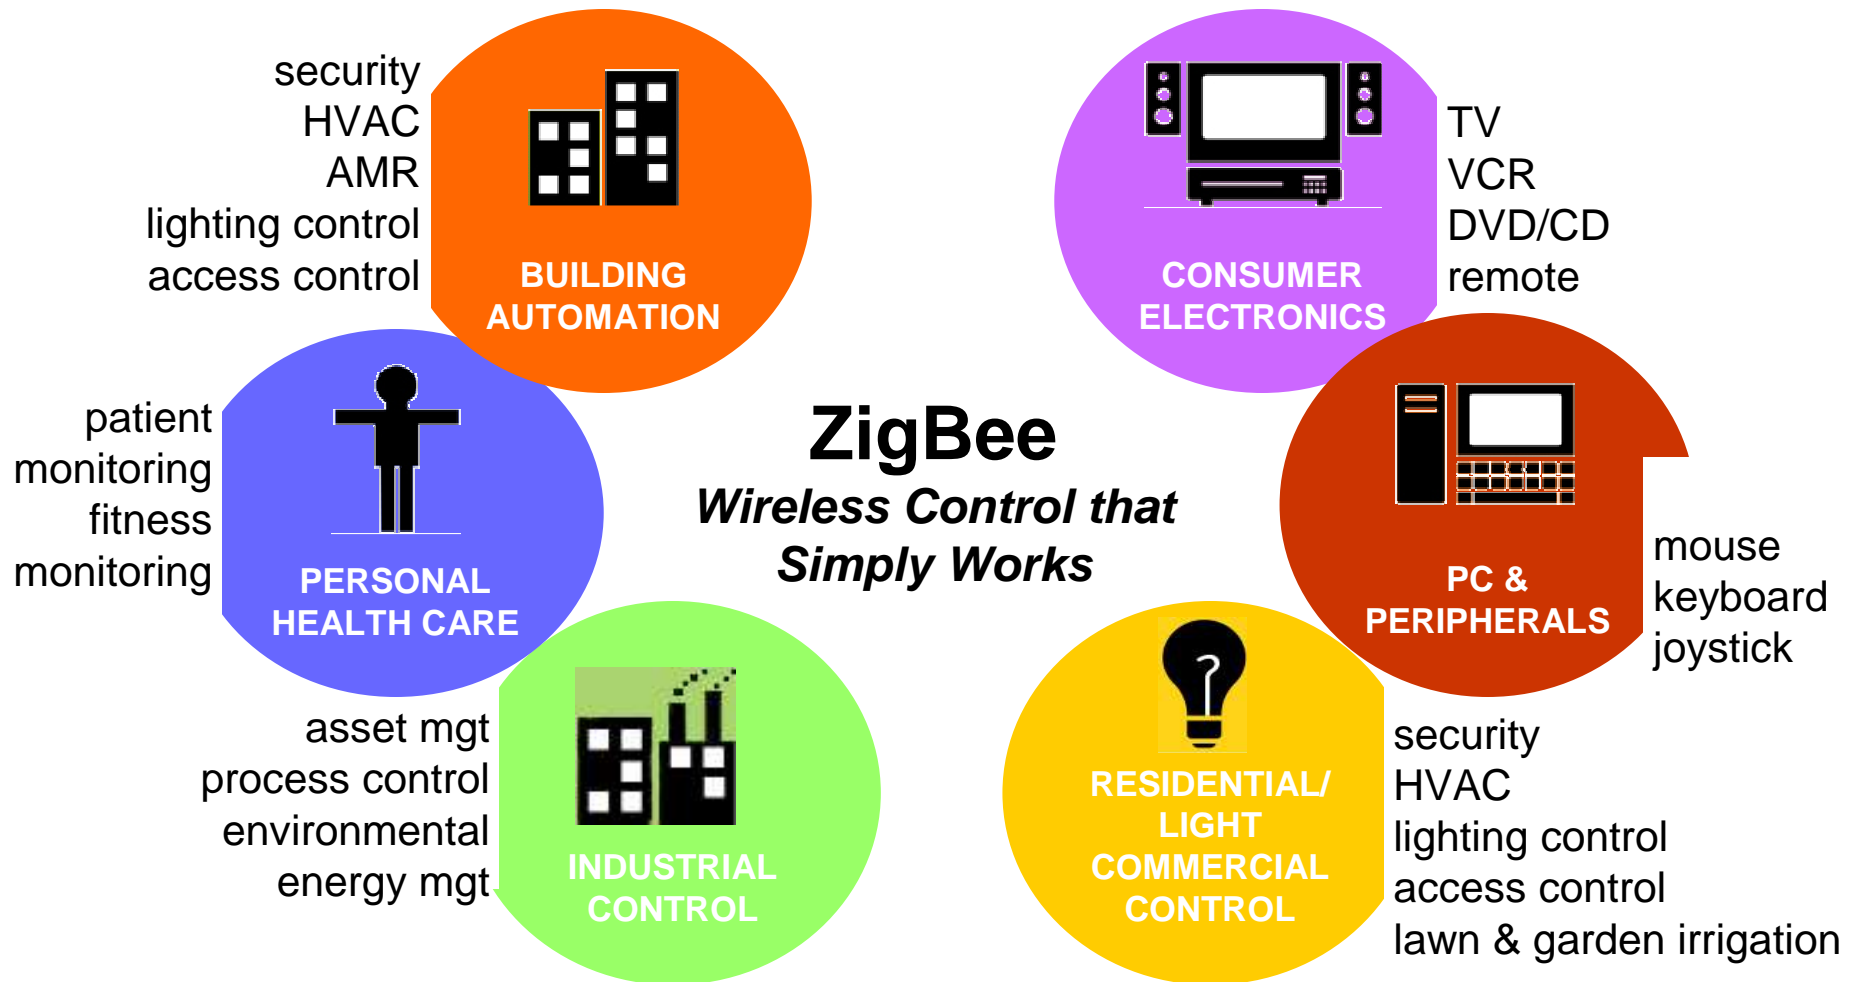 security
HVAC
AMR
lighting control
access control
BUILDING
AUTOMATION
CONSUMER
ELECTRONICS
TV
VCR
DVD/CD
remote
patient
monitoring
fitness
monitoring
PERSONAL
HEALTH CARE
ZigBee
Wireless Control that
Simply Works
PC &
PERIPHERALS
mouse
keyboard
joystick
asset mgt
process control
environmental
energy mgt
INDUSTRIAL
CONTROL
RESIDENTIAL/
LIGHT
COMMERCIAL
CONTROL
security
HVAC
lighting control
access control
lawn & garden irrigation